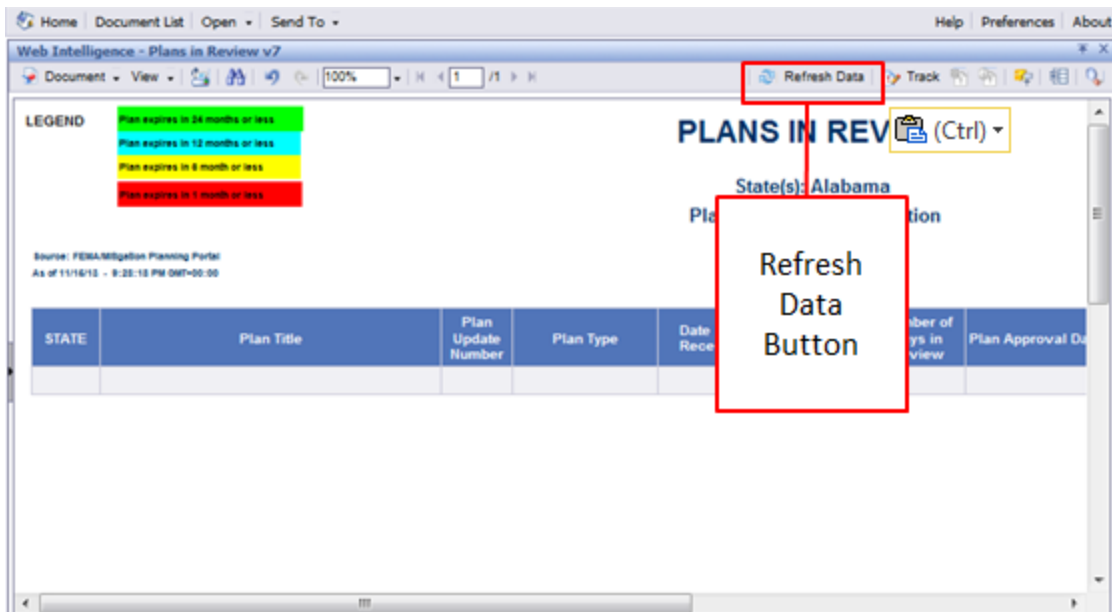 Home Document List Open Send To Help Preferences About
Web Intelligence - Plans in Review v7
Document View 100% 1 /1 Refresh Data Track
LEGEND
Plan expires in 24 months or less
Plan expires in 12 months or less
Plan expires in 6 month or less
Plan expires in 1 month or less
PLANS IN REV
(Ctrl)
State(s): Alabama
Refresh
Data
Button
Source: FEMA/Mitigation Planning Portal
STATE
Plan Title
Plan
Update
Number
Plan Type
Date
Rece
of
in
view
Plan Approval Da